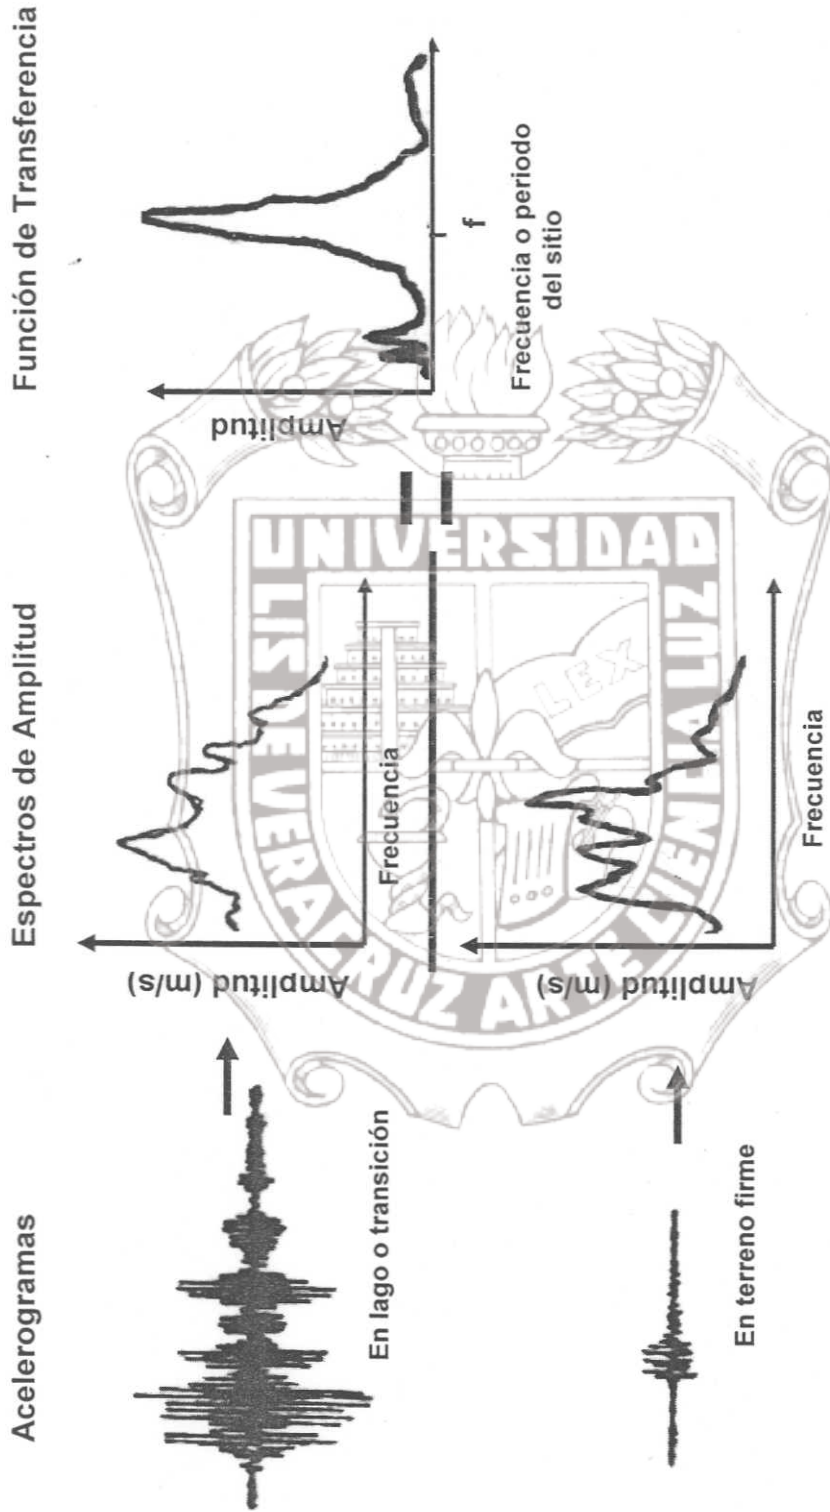 Acelerogramas
Espectros de Amplitud
Función de Transferencia
Amplitud (m/s)
Frecuencia
En lago o transición
Amplitud
f
Frecuencia o periodo
del sitio
Amplitud (m/s)
Frecuencia
En terreno firme
UNIVERSIDAD
LIS DE VERACRUZ ARTE CIENCIA LUZ
LEX